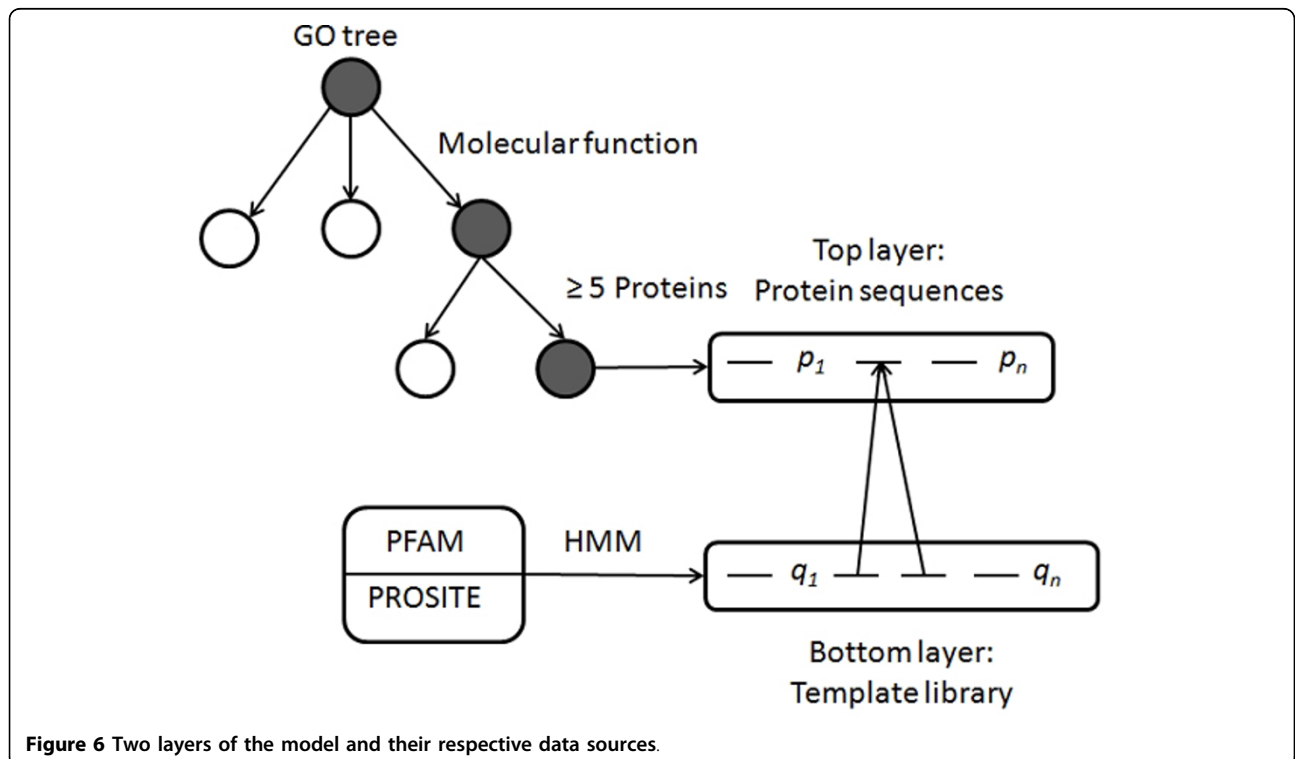 GO tree
Molecular function
≥ 5 Proteins
Top layer:
Protein sequences
p1 pn
PFAM
HMM
PROSITE
q1 qn
Bottom layer:
Template library
Figure 6 Two layers of the model and their respective data sources.